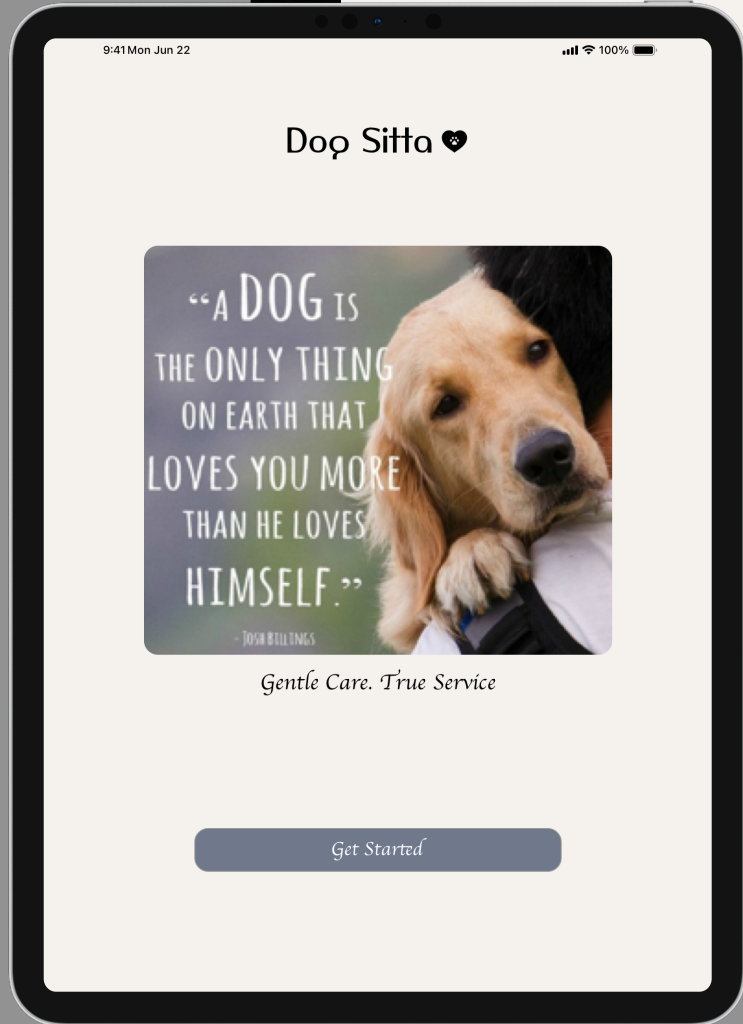 9:41 Mon Jun 22
100%
Dog Sitta
“A DOG IS
THE ONLY THING
ON EARTH THAT
LOVES YOU MORE
THAN HE LOVES
HIMSELF.”
- JOSH BILLINGS
Gentle Care. True Service
Get Started